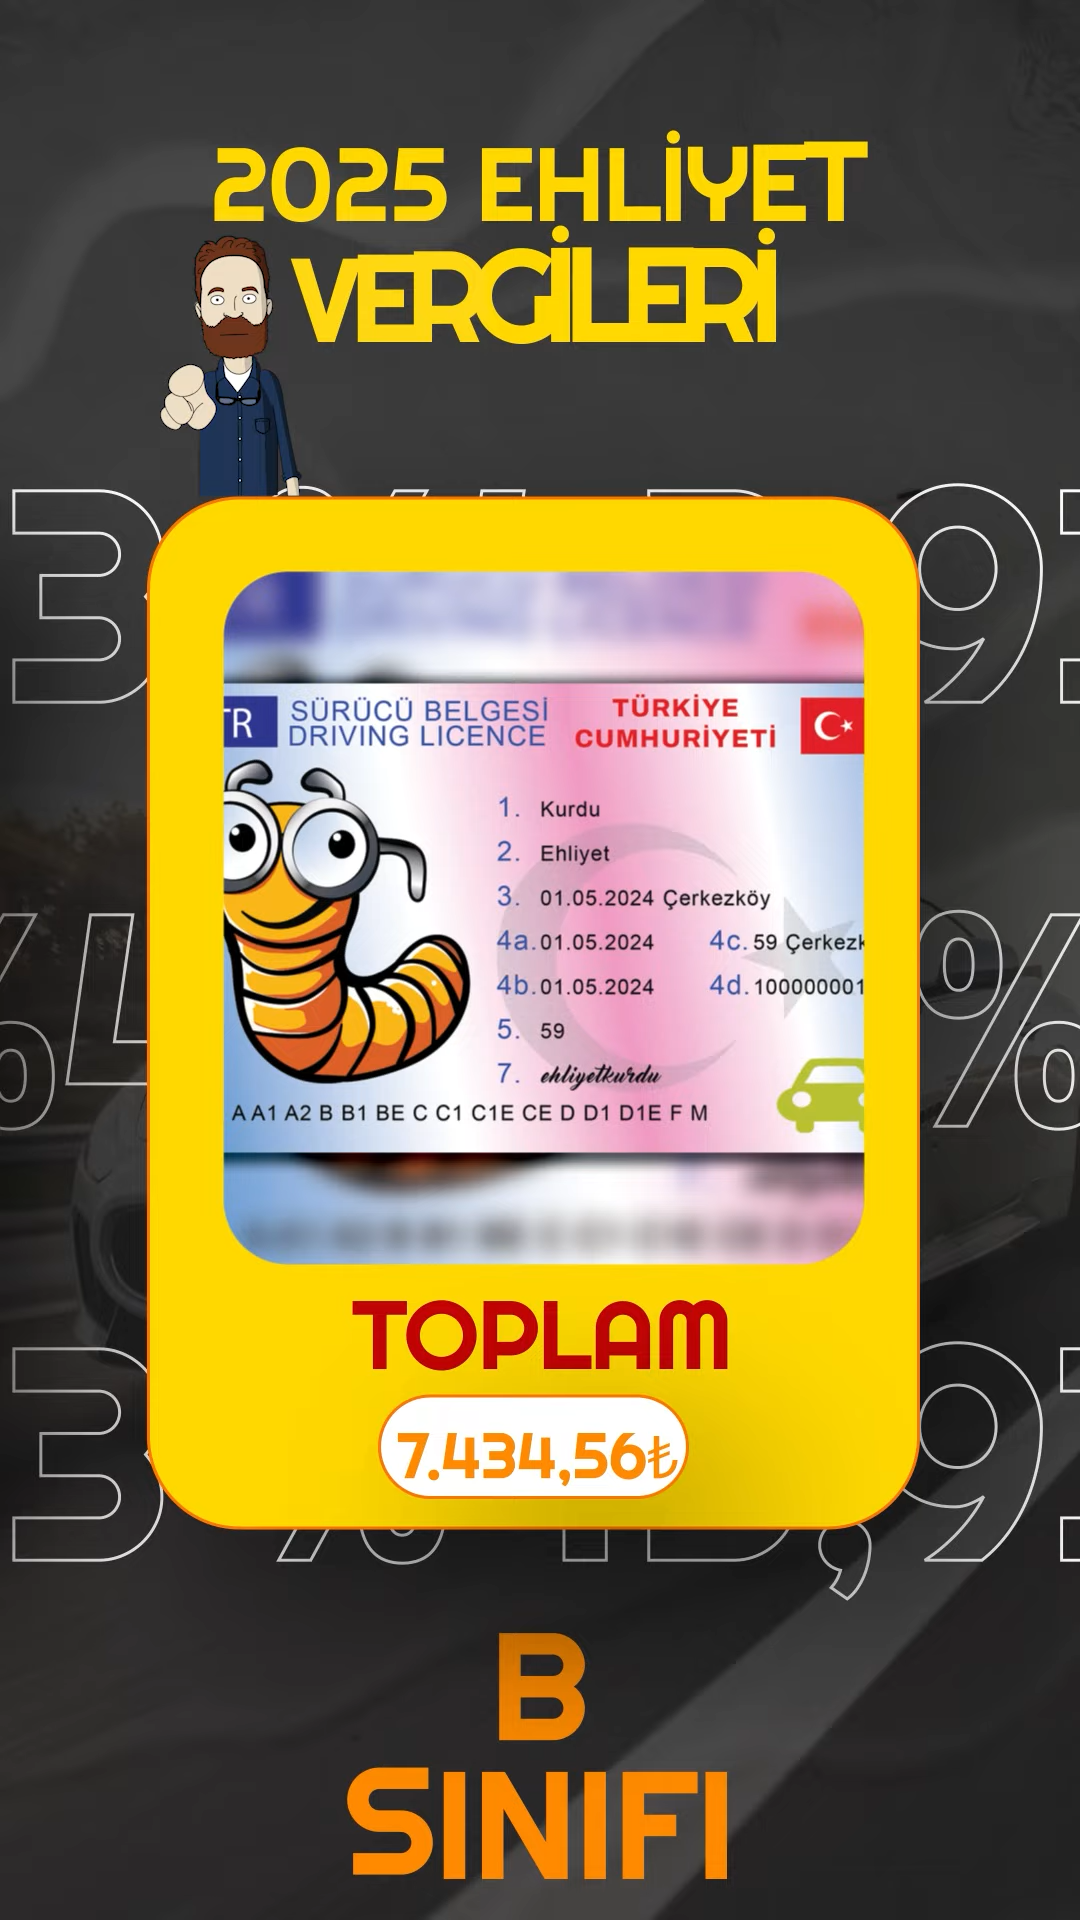 2025 EHLİYET
VERGİLERİ
TR
SÜRÜCÜ BELGESİ
DRIVING LICENCE
TÜRKİYE
CUMHURİYETİ
1. Kurdu
2. Ehliyet
3. 01.05.2024 Çerkezköy
4a. 01.05.2024 4c. 59 Çerkezk
4b. 01.05.2024 4d. 100000001
5. 59
7. ehliyetkurdu
A A1 A2 B B1 BE C C1 C1E CE D D1 D1E F M
TOPLAM
7.434,56₺
B
SINIFI